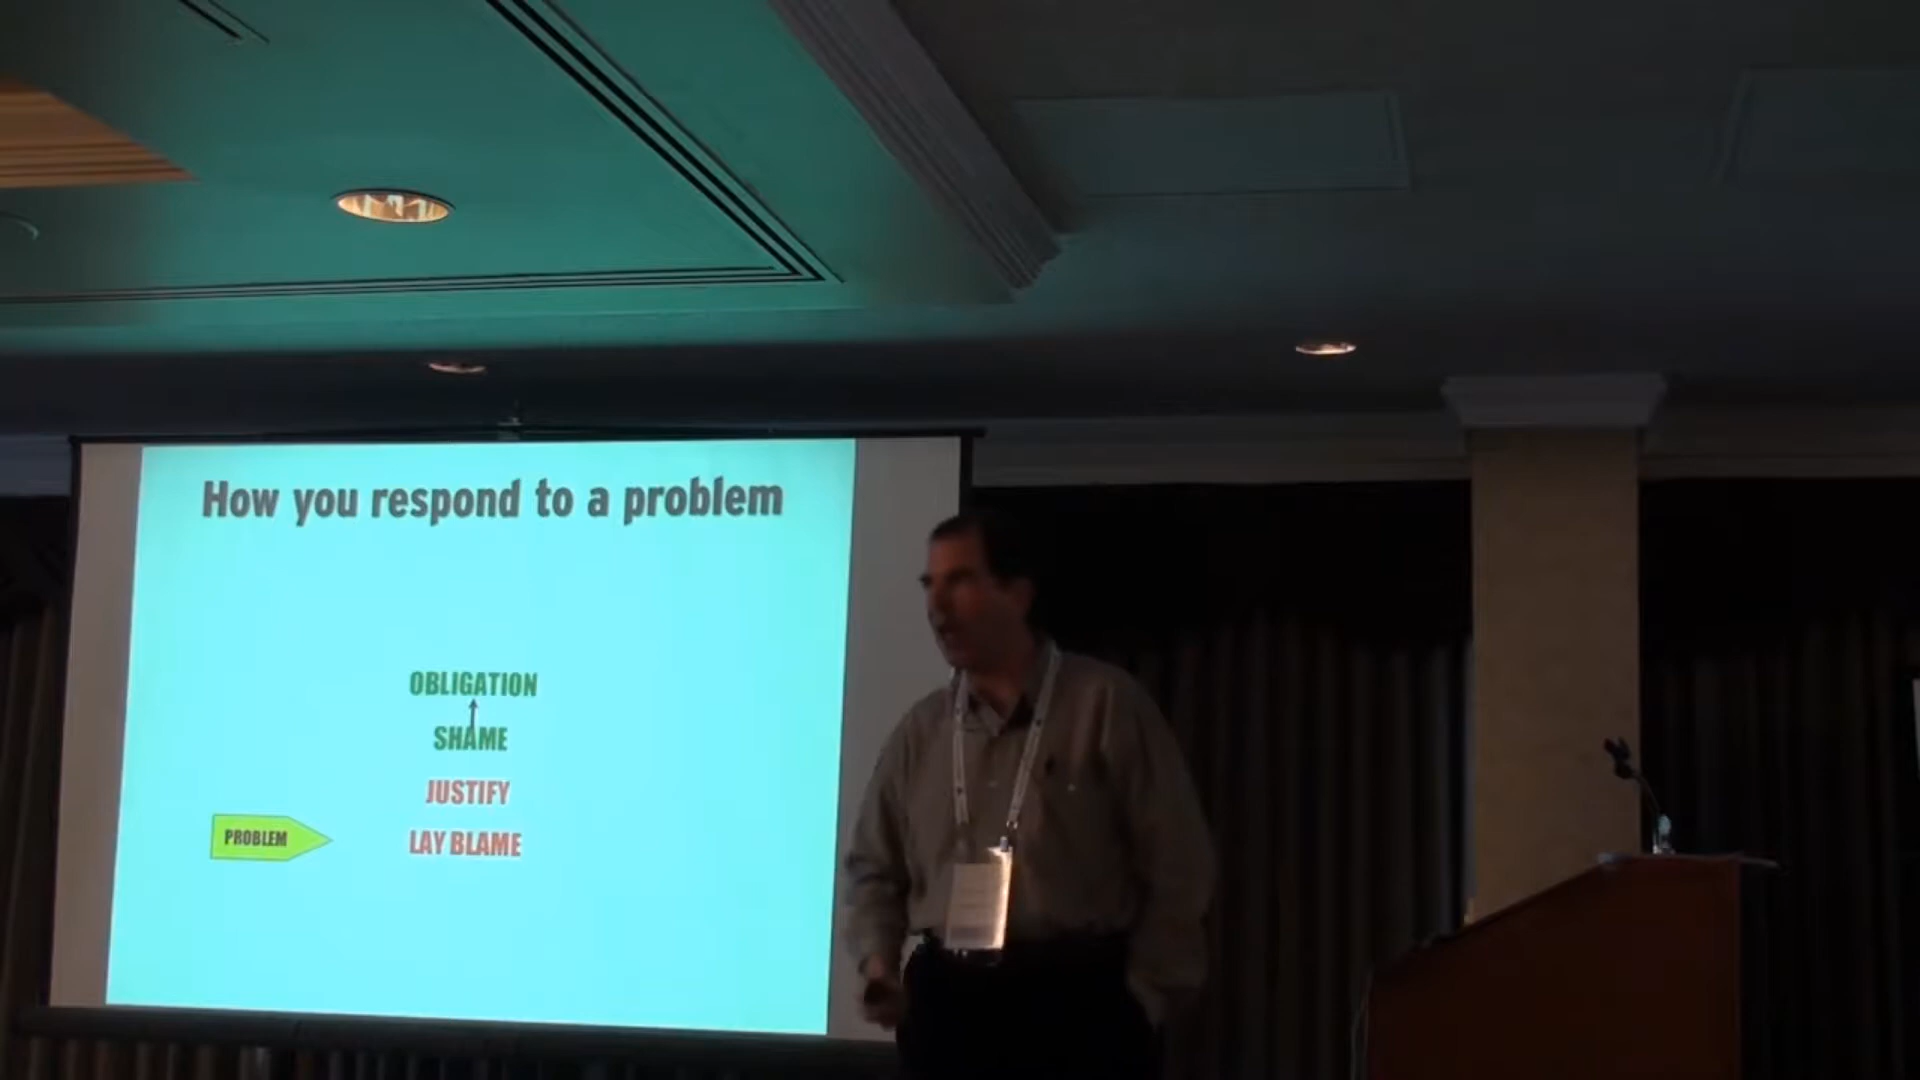 How you respond to a problem
OBLIGATION
SHAME
JUSTIFY
PROBLEM
LAY BLAME